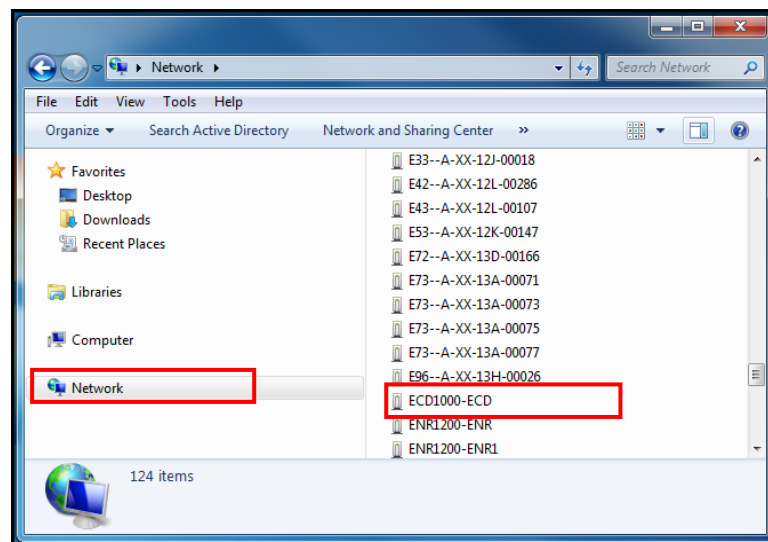 Network
Search Network
File Edit View Tools Help
Organize Search Active Directory Network and Sharing Center »
Favorites
Desktop
Downloads
Recent Places
Libraries
Computer
Network
E33--A-XX-12J-00018
E42--A-XX-12L-00286
E43--A-XX-12L-00107
E53--A-XX-12K-00147
E72--A-XX-13D-00166
E73--A-XX-13A-00071
E73--A-XX-13A-00073
E73--A-XX-13A-00075
E73--A-XX-13A-00077
E96--A-XX-13H-00026
ECD1000-ECD
ENR1200-ENR
ENR1200-ENR1
124 items